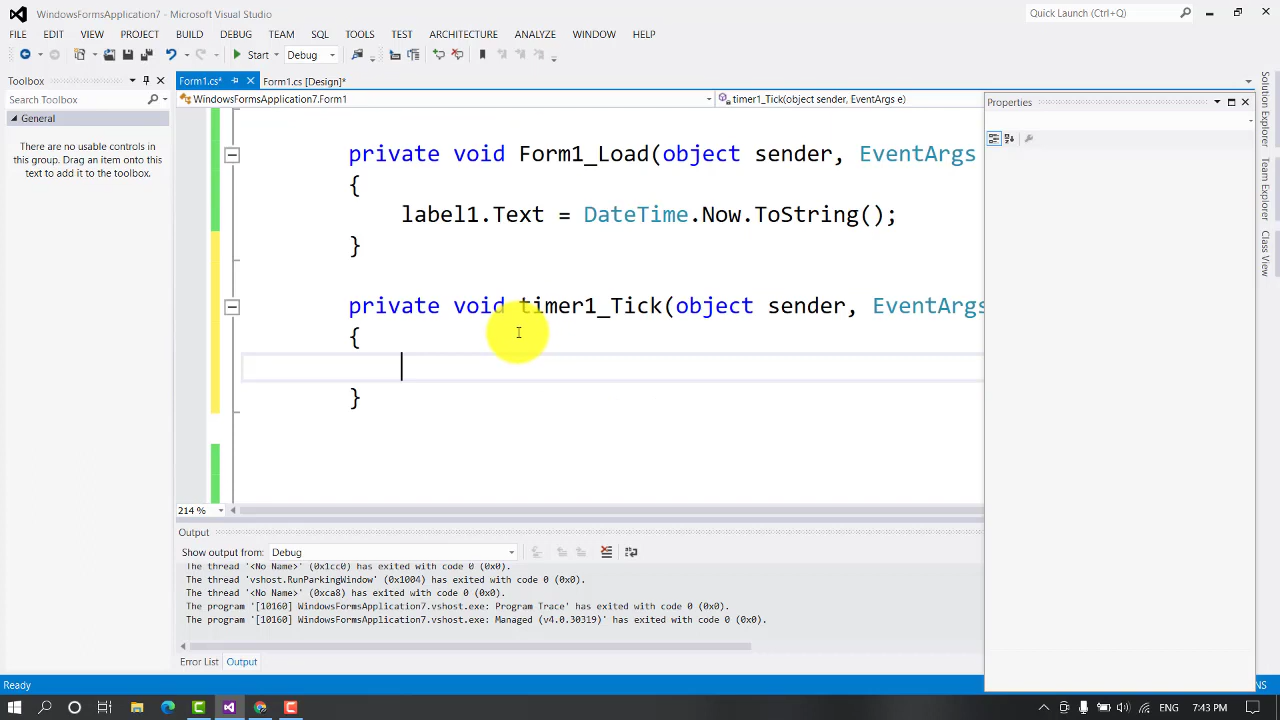 WindowsFormsApplication7 - Microsoft Visual Studio
Quick Launch (Ctrl+Q)
FILE EDIT VIEW PROJECT BUILD DEBUG TEAM SQL TOOLS TEST ARCHITECTURE ANALYZE WINDOW HELP
Start Debug
Toolbox
Form1.cs* Form1.cs [Design]*
Search Toolbox
WindowsFormsApplication7.Form1
timer1_Tick(object sender, EventArgs e)
Properties
General
There are no usable controls in
this group. Drag an item onto this
text to add it to the toolbox.
private void Form1_Load(object sender, EventArgs
{
label1.Text = DateTime.Now.ToString();
}
private void timer1_Tick(object sender, EventArgs
{
}
214 %
Output
Show output from: Debug
The thread '<No Name>' (0x1cc0) has exited with code 0 (0x0).
The thread 'vshost.RunParkingWindow' (0x1004) has exited with code 0 (0x0).
The thread '<No Name>' (0xca8) has exited with code 0 (0x0).
The program '[10160] WindowsFormsApplication7.vshost.exe: Program Trace' has exited with code 0 (0x0).
The program '[10160] WindowsFormsApplication7.vshost.exe: Managed (v4.0.30319)' has exited with code 0 (0x0).
Error List Output
Solution Explorer
Team Explorer
Class View
Ready
NS
ENG 7:43 PM